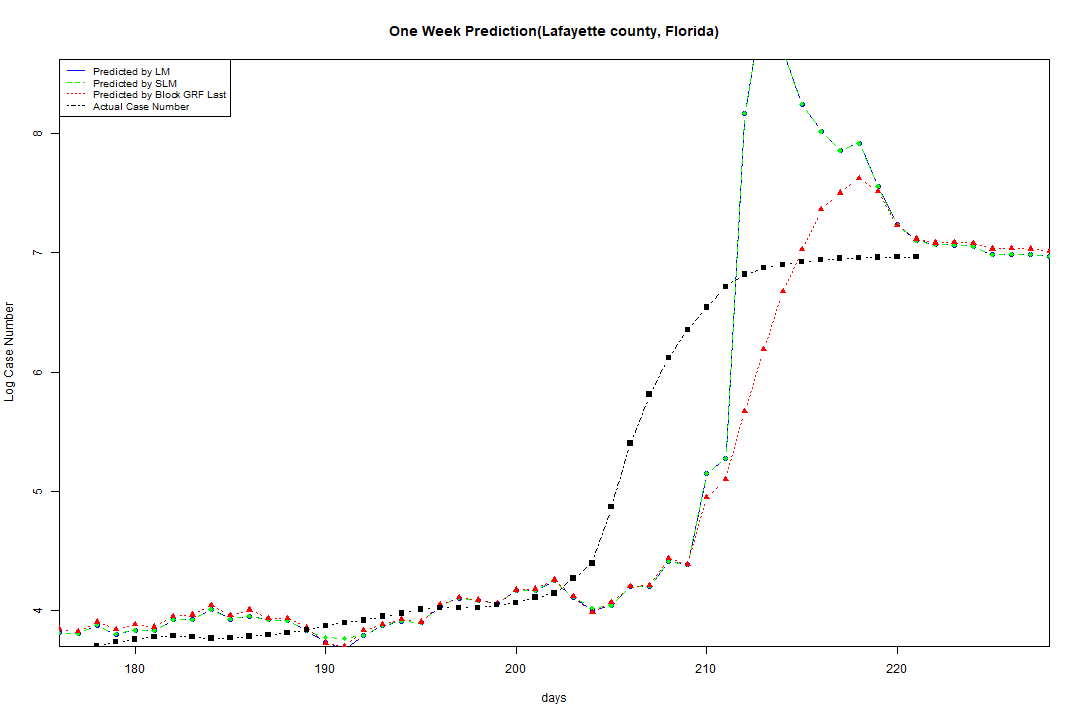 One Week Prediction(Lafayette county, Florida)
Predicted by LM
Predicted by SLM
Predicted by Block GRF Last
Actual Case Number
8
7
6
5
4
Log Case Number
180
190
200
210
220
days